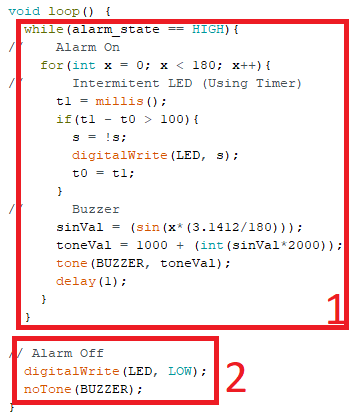 void loop() {
while(alarm_state == HIGH){
// Alarm On
for(int x = 0; x < 180; x++){
// Intermitent LED (Using Timer)
t1 = millis();
if(t1 - t0 > 100){
s = !s;
digitalWrite(LED, s);
t0 = t1;
}
// Buzzer
sinVal = (sin(x*(3.1412/180)));
toneVal = 1000 + (int(sinVal*2000));
tone(BUZZER, toneVal);
delay(1);
}
}
1
// Alarm Off
digitalWrite(LED, LOW);
noTone(BUZZER);
2
}